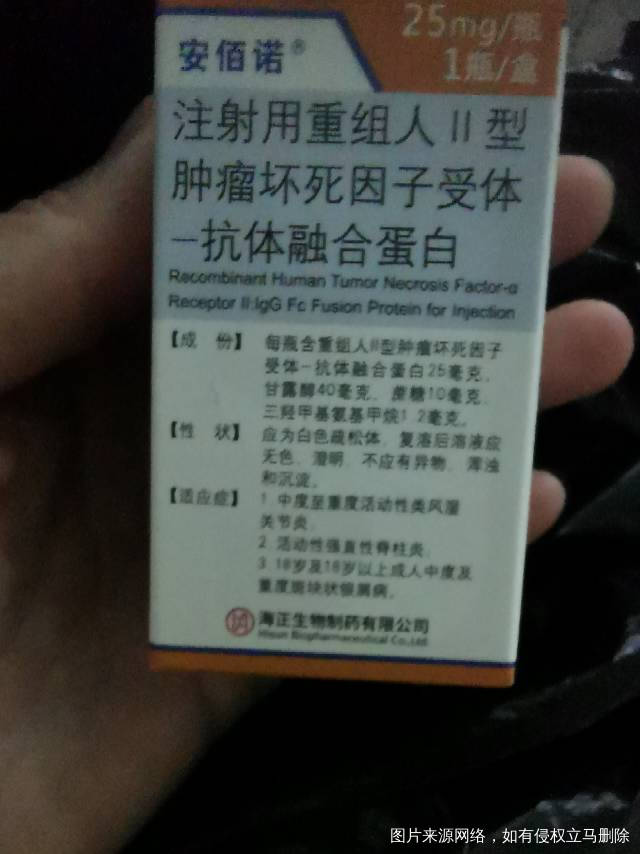 安佰诺®
25mg/瓶
1瓶/盒
注射用重组人 II 型
肿瘤坏死因子受体
-抗体融合蛋白
Recombinant Human Tumor Necrosis Factor-α
Receptor II:IgG Fc Fusion Protein for Injection
【成 份】 每瓶含重组人II型肿瘤坏死因子
受体-抗体融合蛋白25毫克,
甘露醇40毫克, 蔗糖10毫克,
三羟甲基氨基甲烷1.2毫克。
【性 状】 应为白色疏松体, 复溶后溶液应
无色, 澄明, 不应有异物, 浑浊
和沉淀。
【适应症】 1.中度至重度活动性类风湿
关节炎;
2.活动性强直性脊柱炎;
3.18岁及18岁以上成人中度及
重度斑块状银屑病。
海正生物制药有限公司
Hisun Biopharmaceutical Co.,Ltd
图片来源网络,如有侵权立马删除